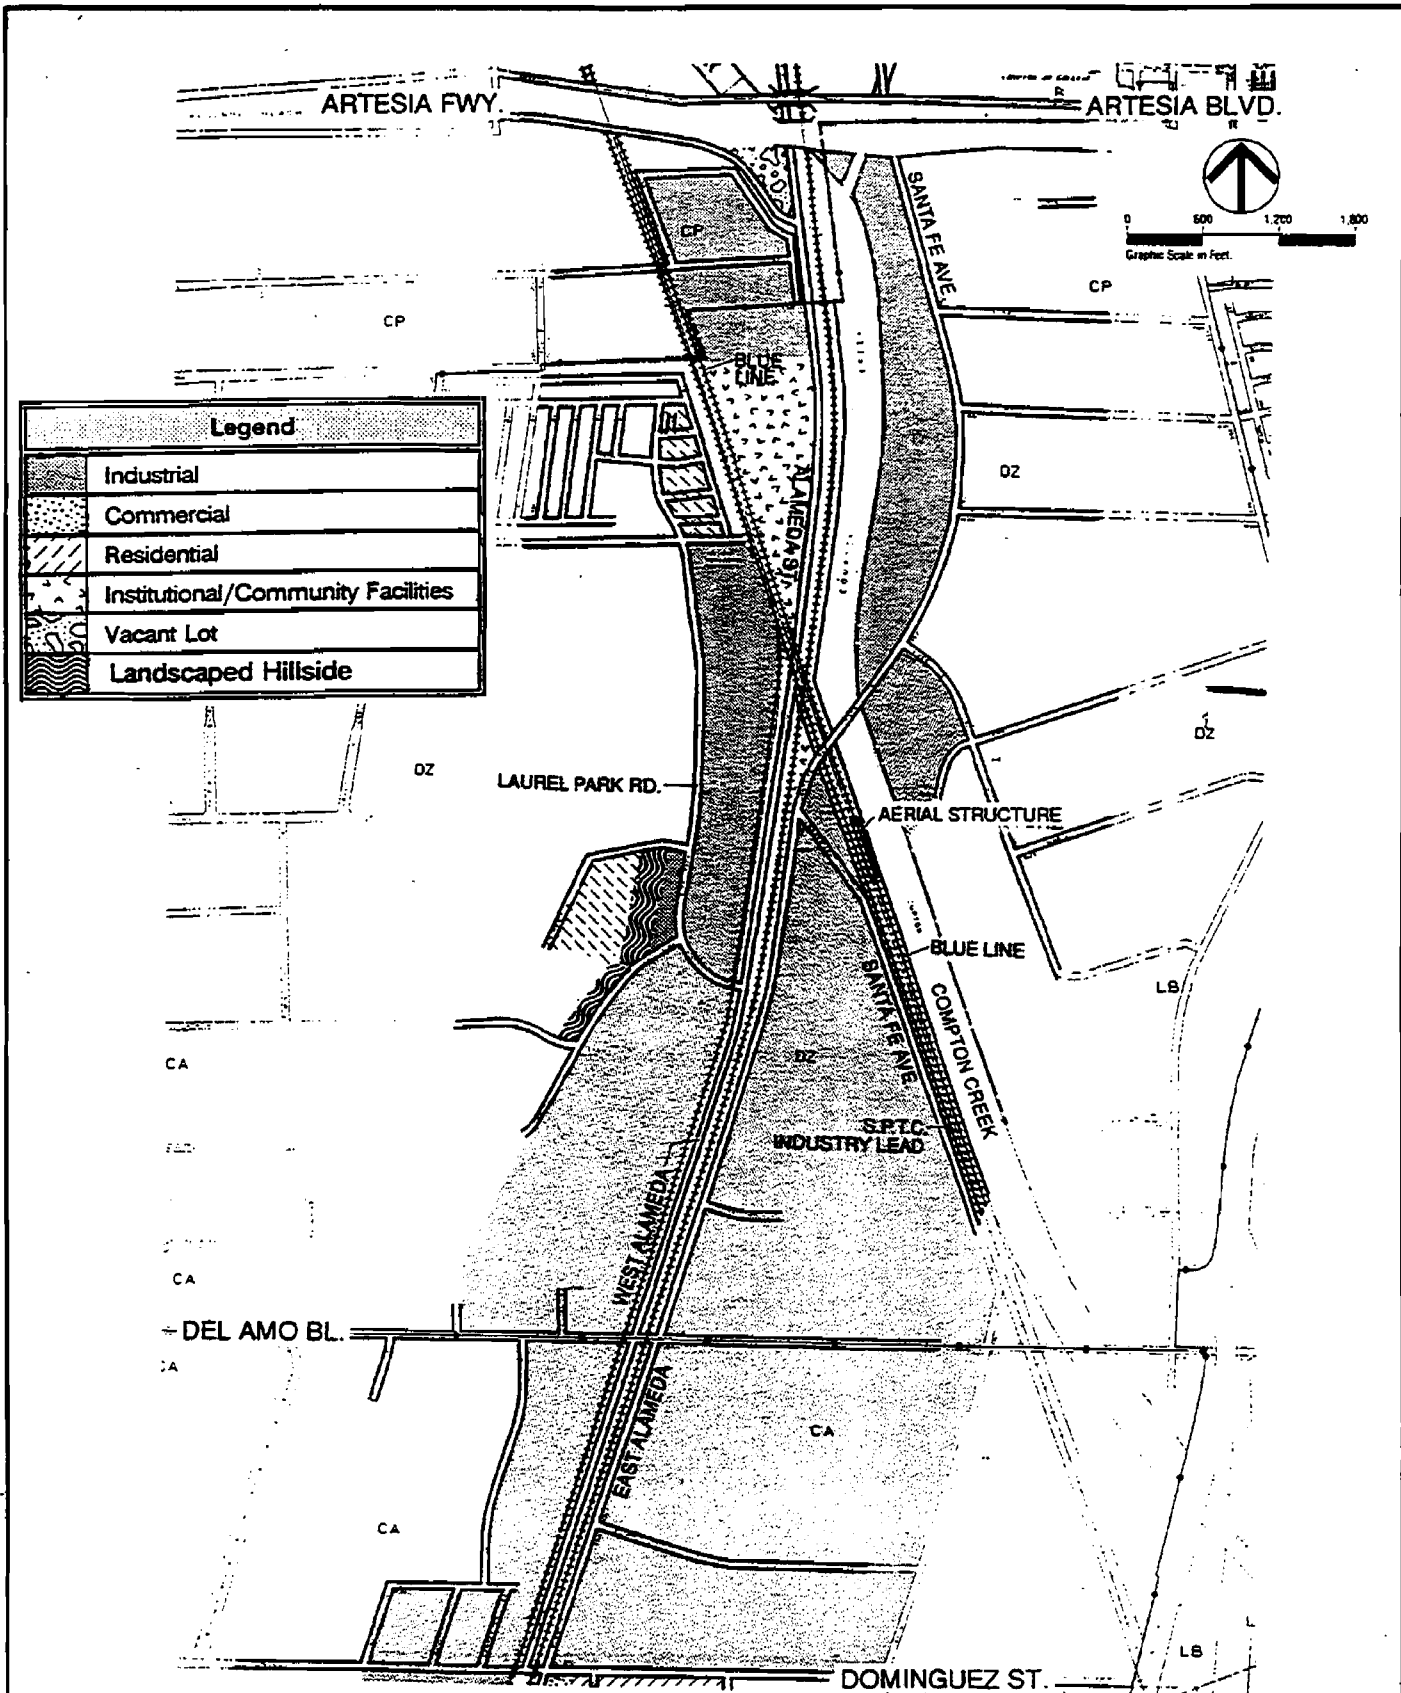 ARTESIA FWY.
ARTESIA BLVD.
R
SANTA FE AVE.
0 600 1,200 1,800
Graphic Scale in Feet.
CP
CP
CP
BLUE
LINE
Legend
Industrial
Commercial
Residential
Institutional/Community Facilities
Vacant Lot
Landscaped Hillside
ALAMEDA ST.
DZ
DZ
DZ
LAUREL PARK RD.
AERIAL STRUCTURE
BLUE LINE
SANTA FE AVE.
COMPTON CREEK
LB
CA
DZ
S.P.T.C.
INDUSTRY LEAD
WEST ALAMEDA
CA
DEL AMO BL.
CA
EAST ALAMEDA
CA
CA
LB
L
DOMINGUEZ ST.